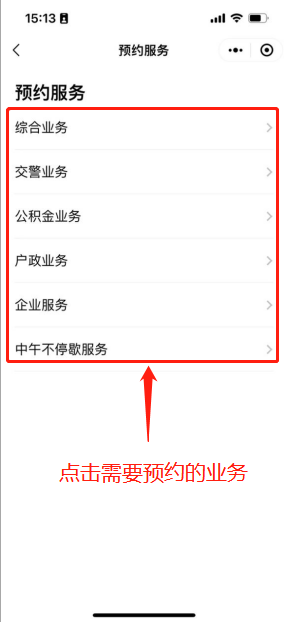 15:13
预约服务
预约服务
综合业务
交警业务
公积金业务
户政业务
企业服务
中午不停歇服务
点击需要预约的业务